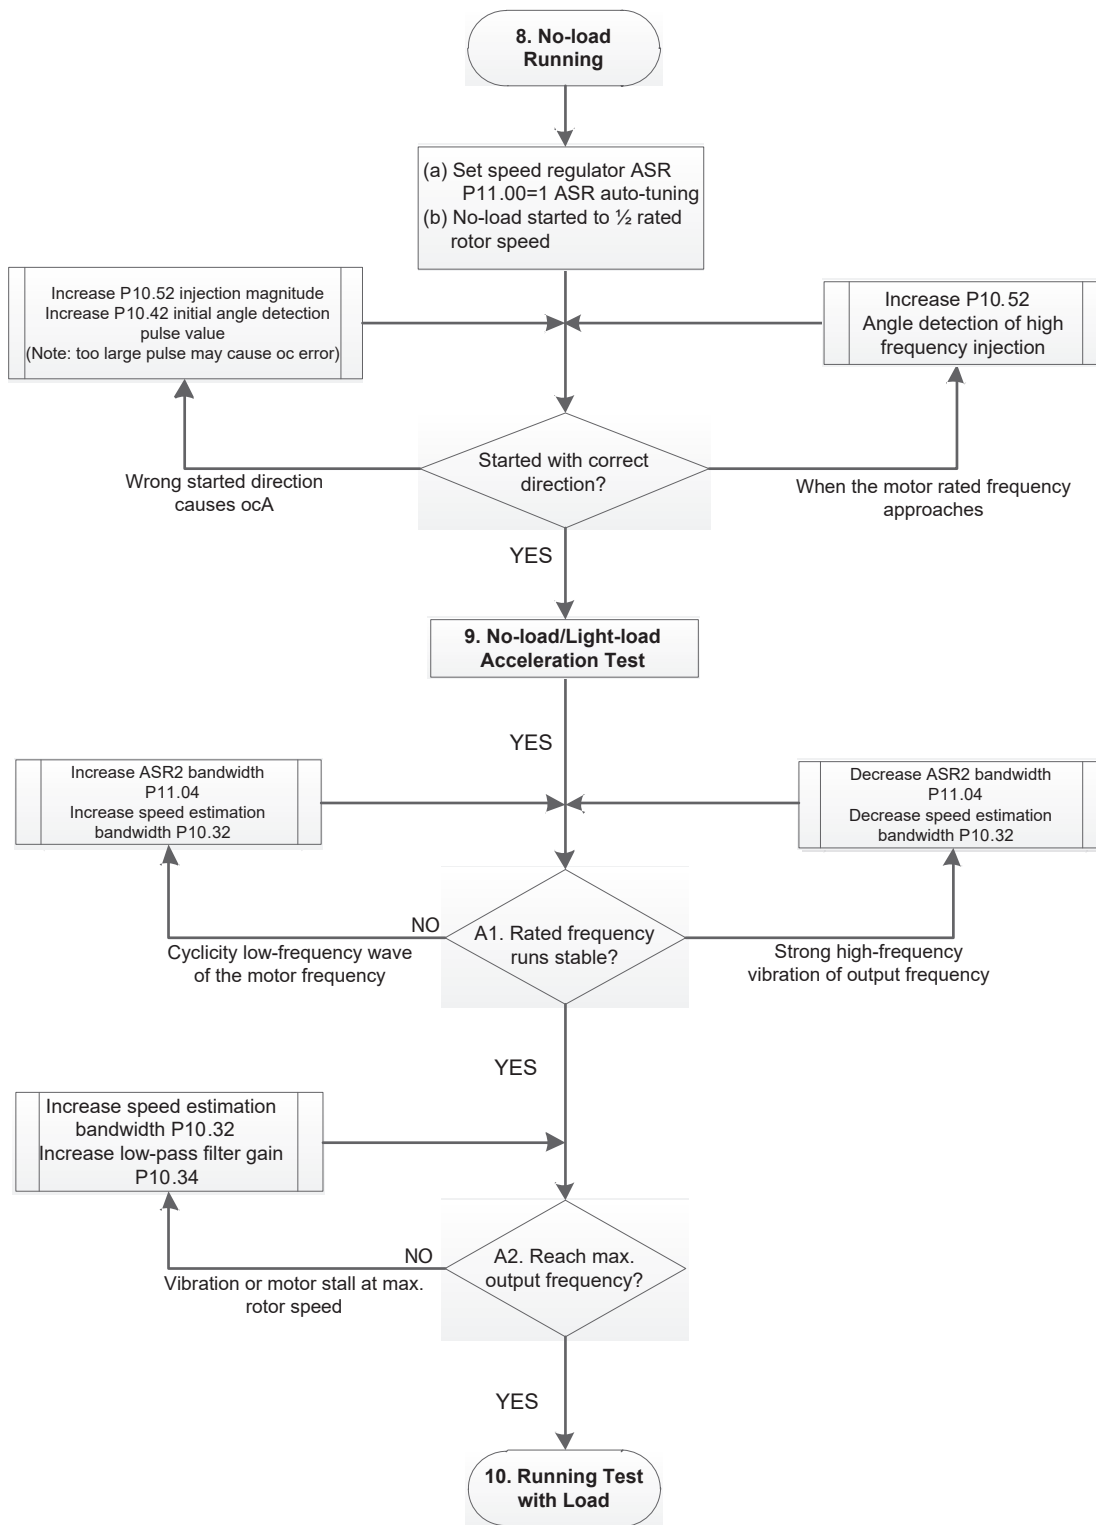 8. No-load
Running
(a) Set speed regulator ASR
P11.00=1 ASR auto-tuning
(b) No-load started to ½ rated
rotor speed
Increase P10.52 injection magnitude
Increase P10.42 initial angle detection
pulse value
(Note: too large pulse may cause oc error)
Increase P10.52
Angle detection of high
frequency injection
Started with correct
direction?
Wrong started direction
causes ocA
When the motor rated frequency
approaches
YES
9. No-load/Light-load
Acceleration Test
YES
Increase ASR2 bandwidth
P11.04
Increase speed estimation
bandwidth P10.32
Decrease ASR2 bandwidth
P11.04
Decrease speed estimation
bandwidth P10.32
NO
A1. Rated frequency
runs stable?
Cyclicity low-frequency wave
of the motor frequency
Strong high-frequency
vibration of output frequency
YES
Increase speed estimation
bandwidth P10.32
Increase low-pass filter gain
P10.34
NO
A2. Reach max.
output frequency?
Vibration or motor stall at max.
rotor speed
YES
10. Running Test
with Load